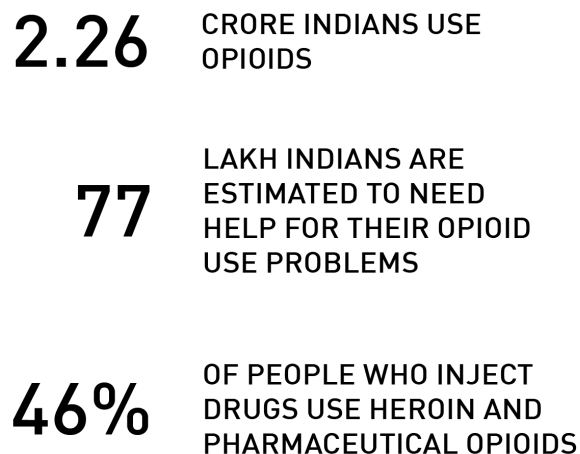 2.26
CRORE INDIANS USE
OPIOIDS
77
LAKH INDIANS ARE
ESTIMATED TO NEED
HELP FOR THEIR OPIOID
USE PROBLEMS
46%
OF PEOPLE WHO INJECT
DRUGS USE HEROIN AND
PHARMACEUTICAL OPIOIDS